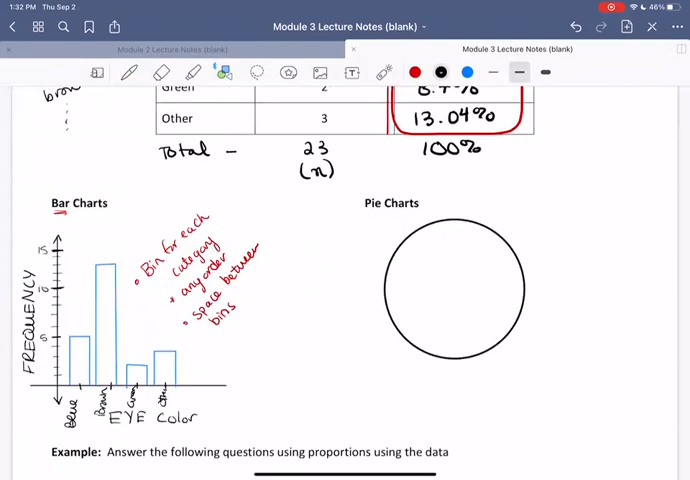 1:32 PM Thu Sep 2
46%
Module 3 Lecture Notes (blank)
Module 2 Lecture Notes (blank)
Module 3 Lecture Notes (blank)
brow
Green 2
Other 3 13.04%
Total - 23 100%
(n)
Bar Charts
Pie Charts
• Bin for each
category
* any order
• Space between
bins
FREQUENCY
15
10
5
Blue
Brown
Green
Other
EYE Color
Example: Answer the following questions using proportions using the data